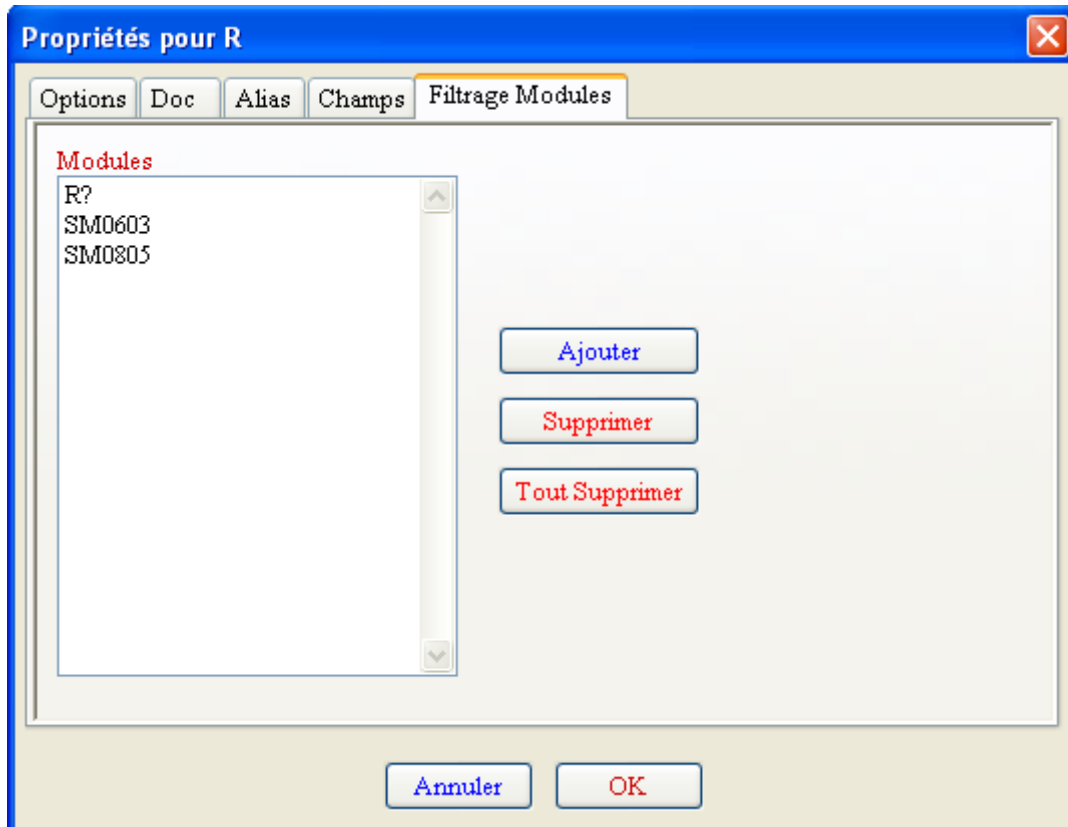 Propriétés pour R
Options Doc Alias Champs Filtrage Modules
Modules
R?
SM0603
SM0805
Ajouter
Supprimer
Tout Supprimer
Annuler OK